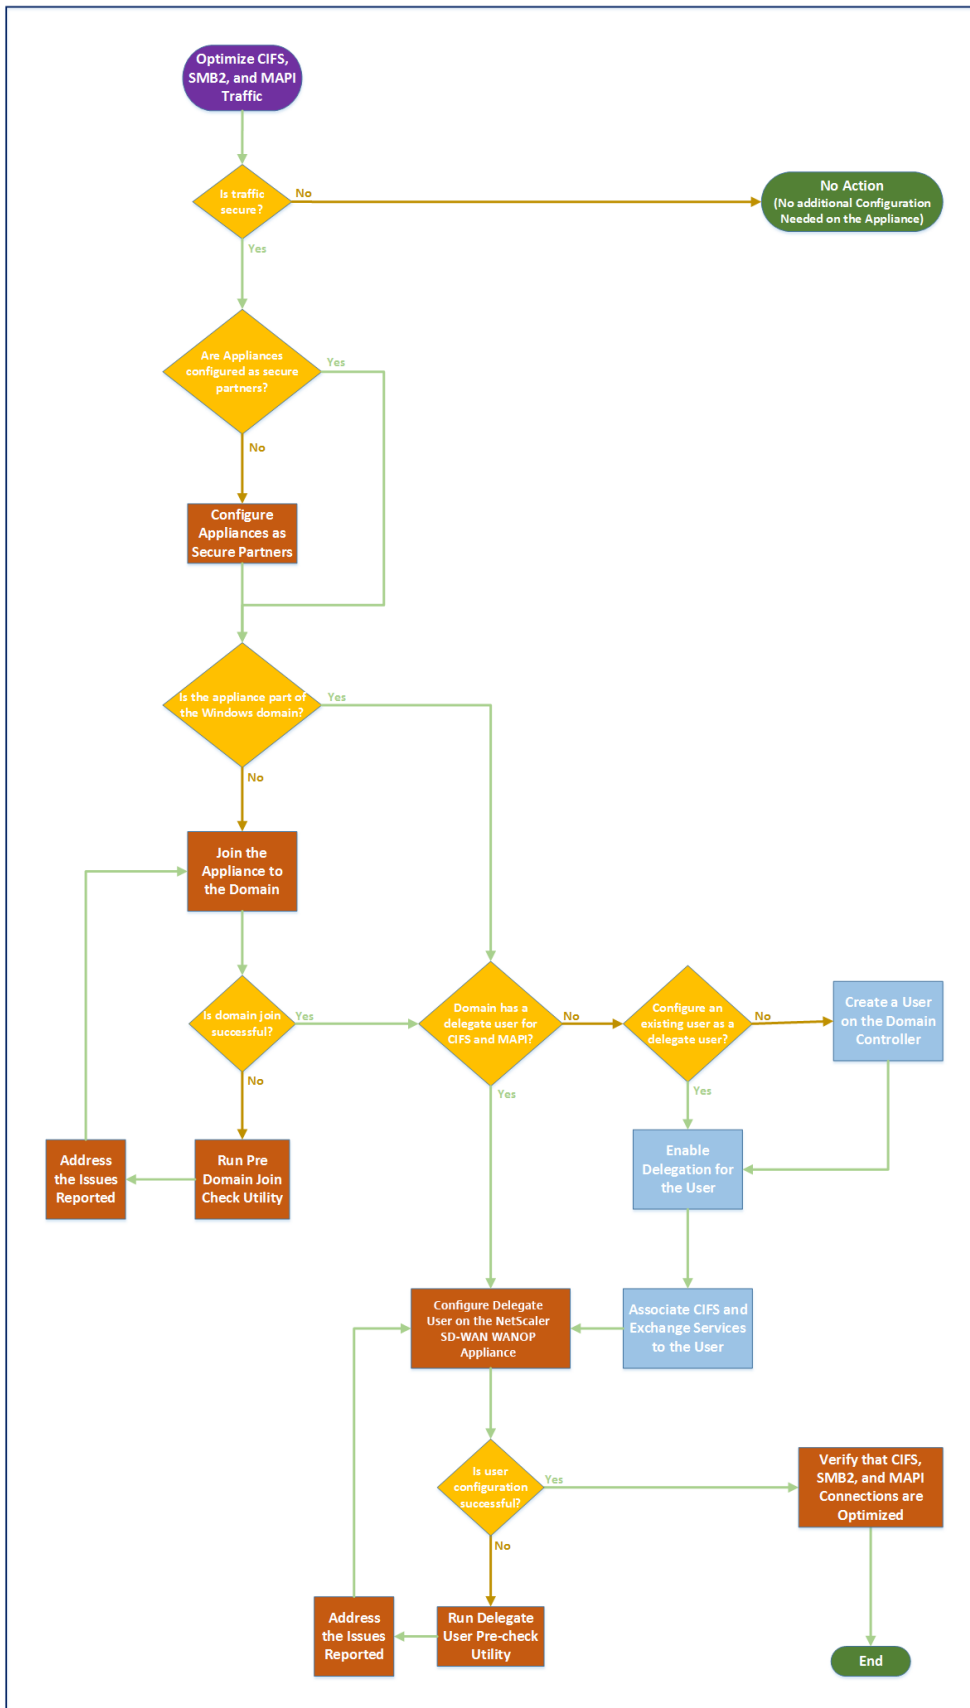 Optimize CIFS,
SMB2, and MAPI
Traffic
Is traffic
secure?
No
No Action
(No additional Configuration
Needed on the Appliance)
Yes
Are Appliances
configured as secure
partners?
Yes
No
Configure
Appliances as
Secure Partners
Is the appliance part of
the Windows domain?
Yes
No
Join the
Appliance to
the Domain
Is domain join
successful?
Yes
Domain has a
delegate user for
CIFS and MAPI?
No
Configure an
existing user as a
delegate user?
No
Create a User
on the Domain
Controller
No
Yes
Yes
Address
the Issues
Reported
Run Pre
Domain Join
Check Utility
Enable
Delegation for
the User
Configure Delegate
User on the NetScaler
SD-WAN WANOP
Appliance
Associate CIFS and
Exchange Services
to the User
Is user
configuration
successful?
Yes
Verify that CIFS,
SMB2, and MAPI
Connections are
Optimized
No
Address
the Issues
Reported
Run Delegate
User Pre-check
Utility
End